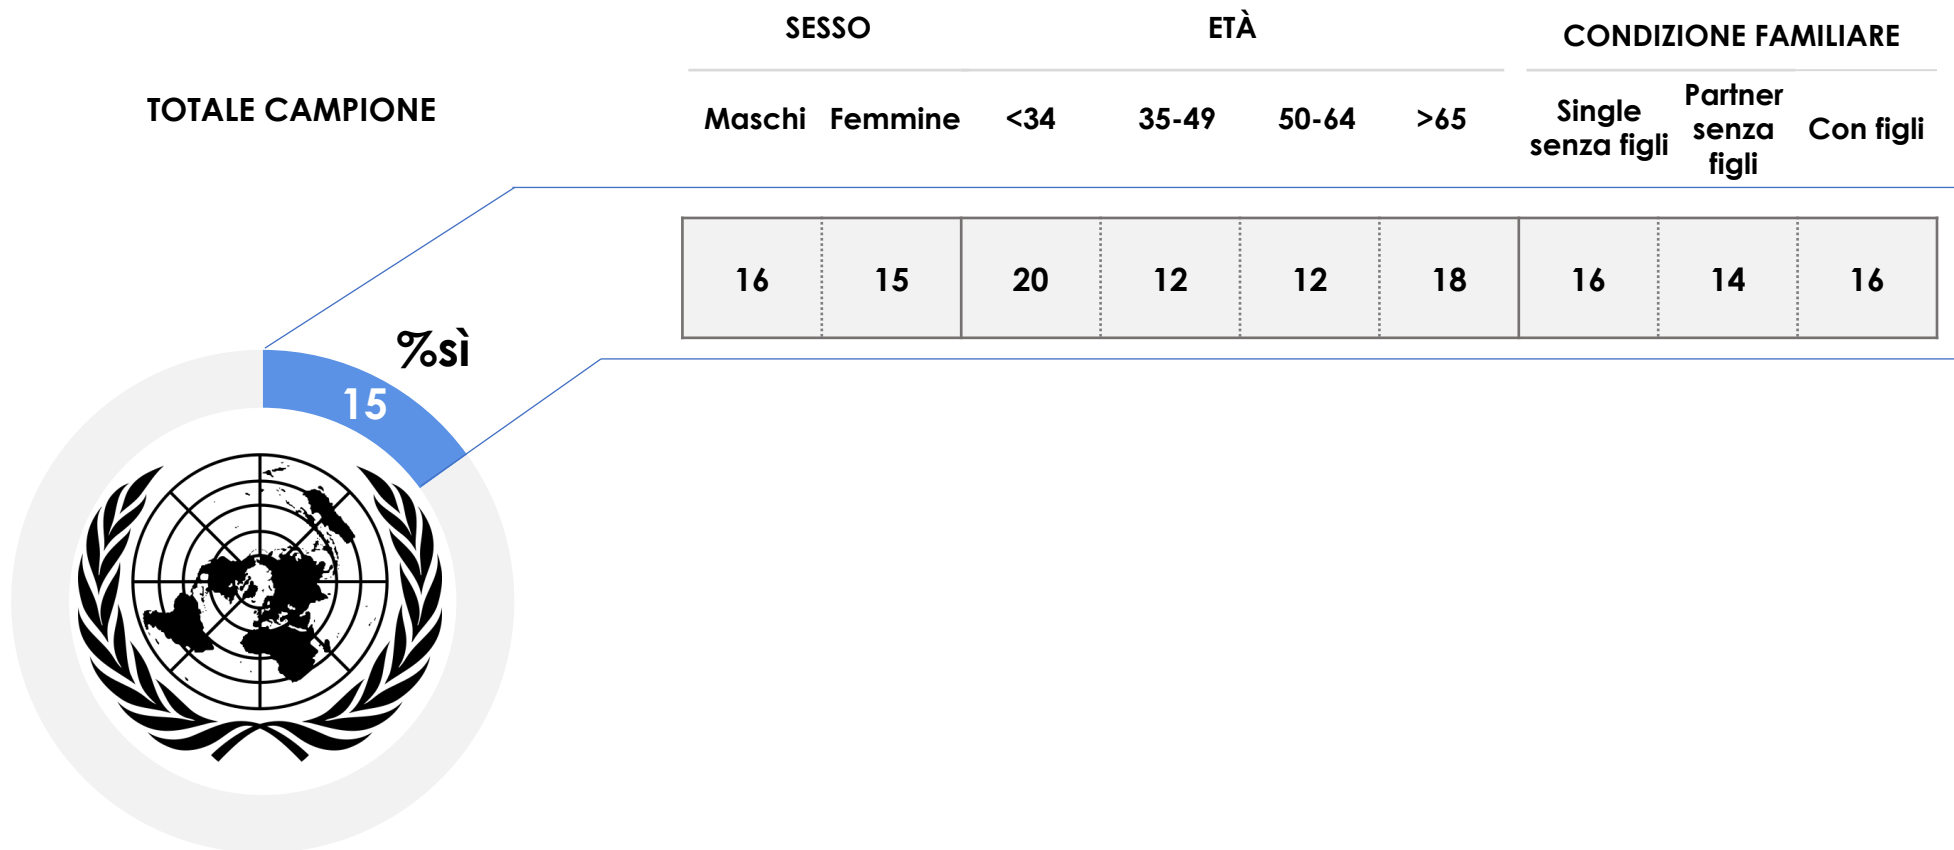 SESSO
ETÀ
CONDIZIONE FAMILIARE
TOTALE CAMPIONE
Maschi
Femmine
<34
35-49
50-64
>65
Single
senza figli
Partner
senza
figli
Con figli
16
15
20
12
12
18
16
14
16
%sì
15